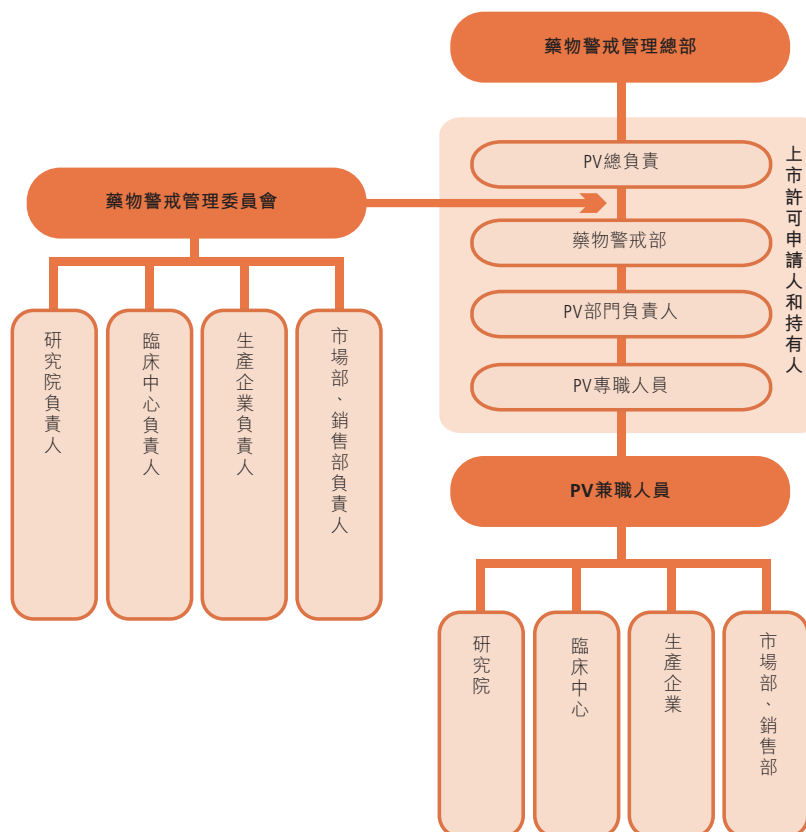 藥物警戒管理總部
PV總負責
藥物警戒管理委員會
藥物警戒部
PV部門負責人
PV專職人員
上市許可申請人和持有人
研究院負責人
臨床中心負責人
生產企業負責人
市場部、銷售部負責人
PV兼職人員
研究院
臨床中心
生產企業
市場部、銷售部